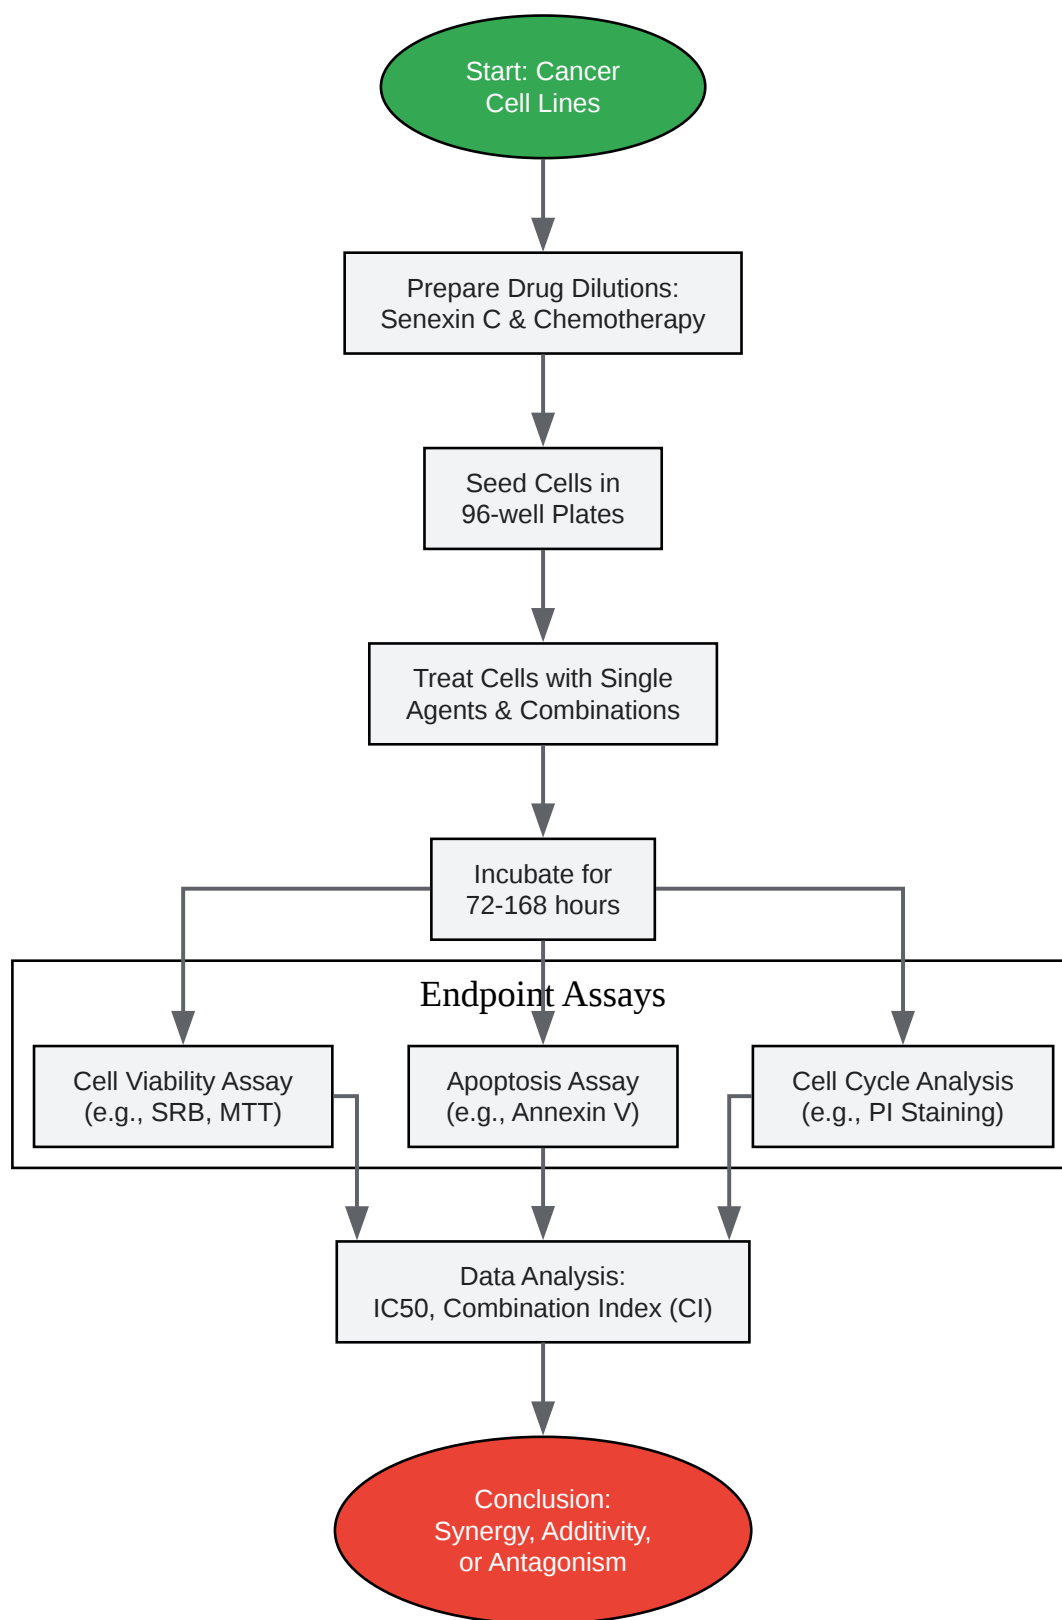 Start: Cancer
Cell Lines
Prepare Drug Dilutions:
Senexin C & Chemotherapy
Seed Cells in
96-well Plates
Treat Cells with Single
Agents & Combinations
Incubate for
72-168 hours
Endpoint Assays
Cell Viability Assay
(e.g., SRB, MTT)
Apoptosis Assay
(e.g., Annexin V)
Cell Cycle Analysis
(e.g., PI Staining)
Data Analysis:
IC50, Combination Index (CI)
Conclusion:
Synergy, Additivity,
or Antagonism